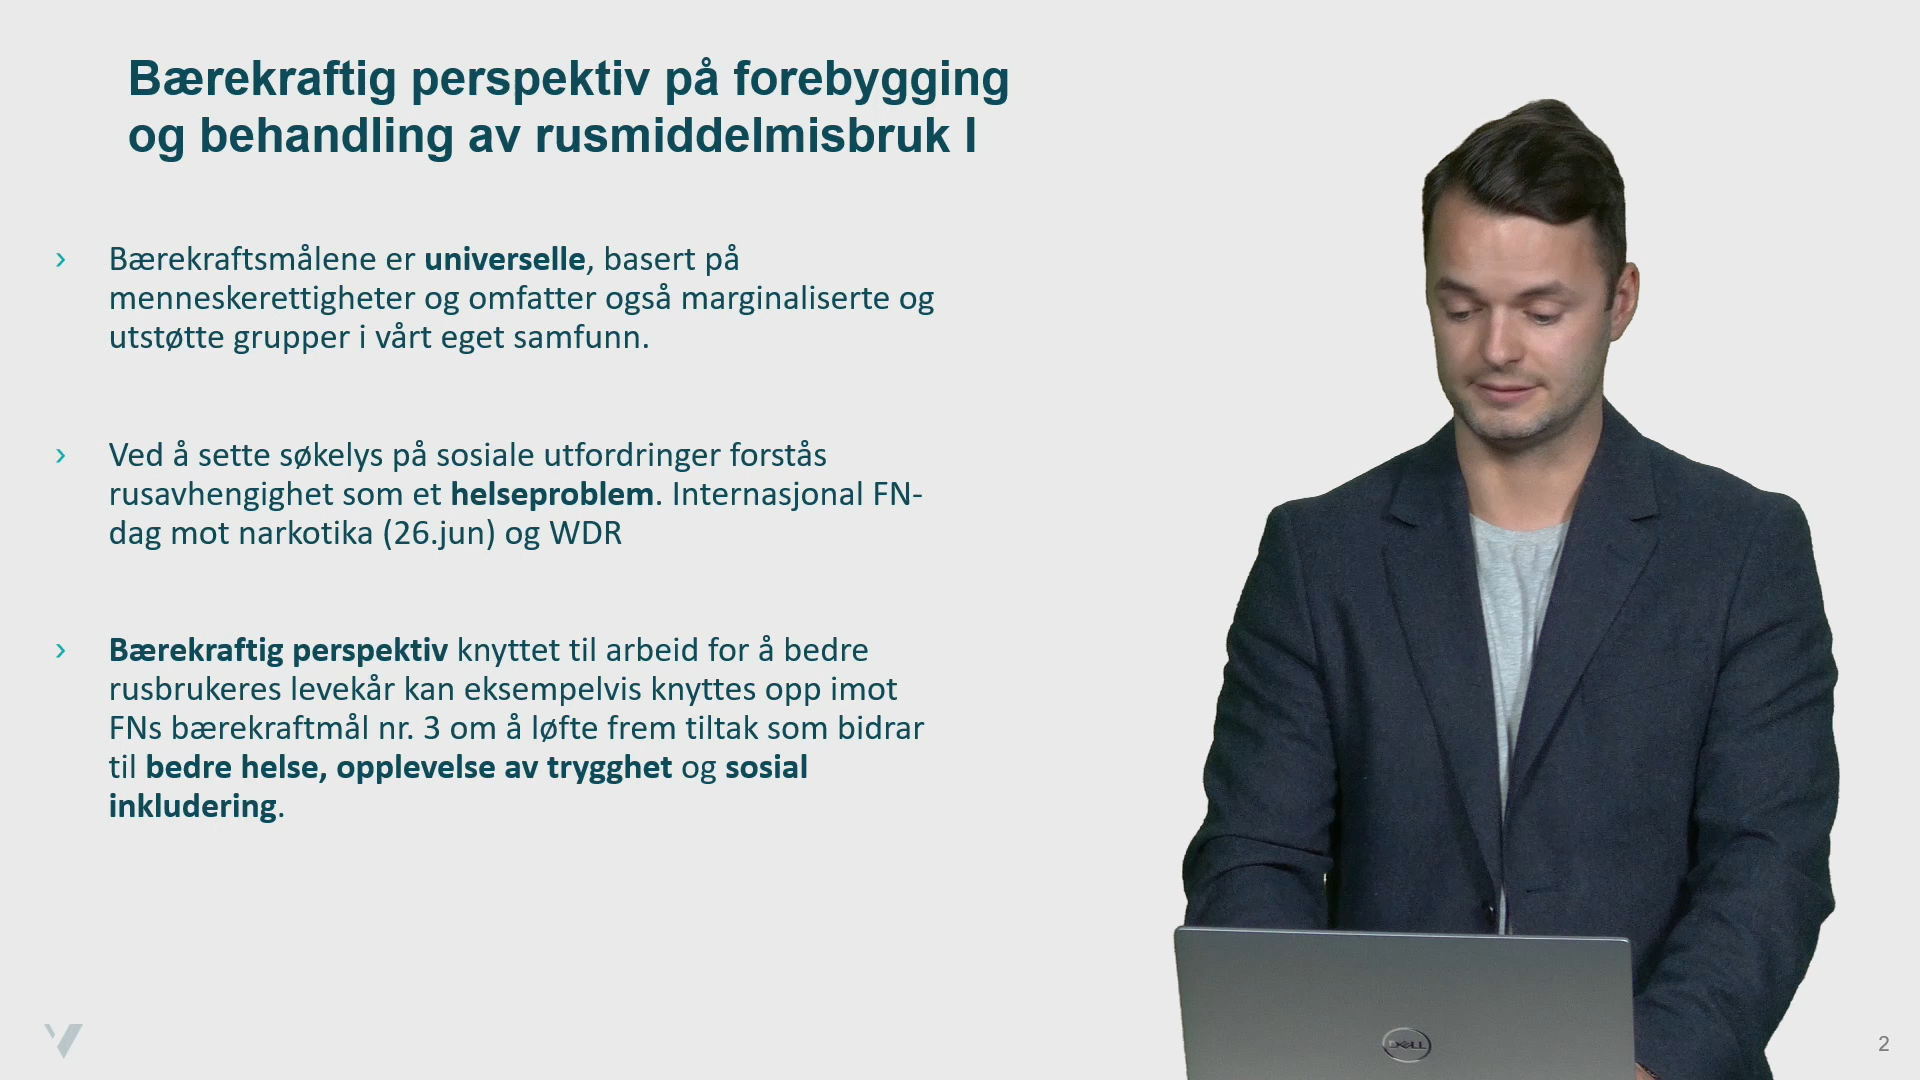 Bærekraftig perspektiv på forebygging
og behandling av rusmiddelmisbruk I
› Bærekraftsmålene er universelle, basert på
menneskerettigheter og omfatter også marginaliserte og
utstøtte grupper i vårt eget samfunn.
› Ved å sette søkelys på sosiale utfordringer forstås
rusavhengighet som et helseproblem. Internasjonal FN-
dag mot narkotika (26.jun) og WDR
› Bærekraftig perspektiv knyttet til arbeid for å bedre
rusbrukeres levekår kan eksempelvis knyttes opp imot
FNs bærekraftmål nr. 3 om å løfte frem tiltak som bidrar
til bedre helse, opplevelse av trygghet og sosial
inkludering.
DELL
2